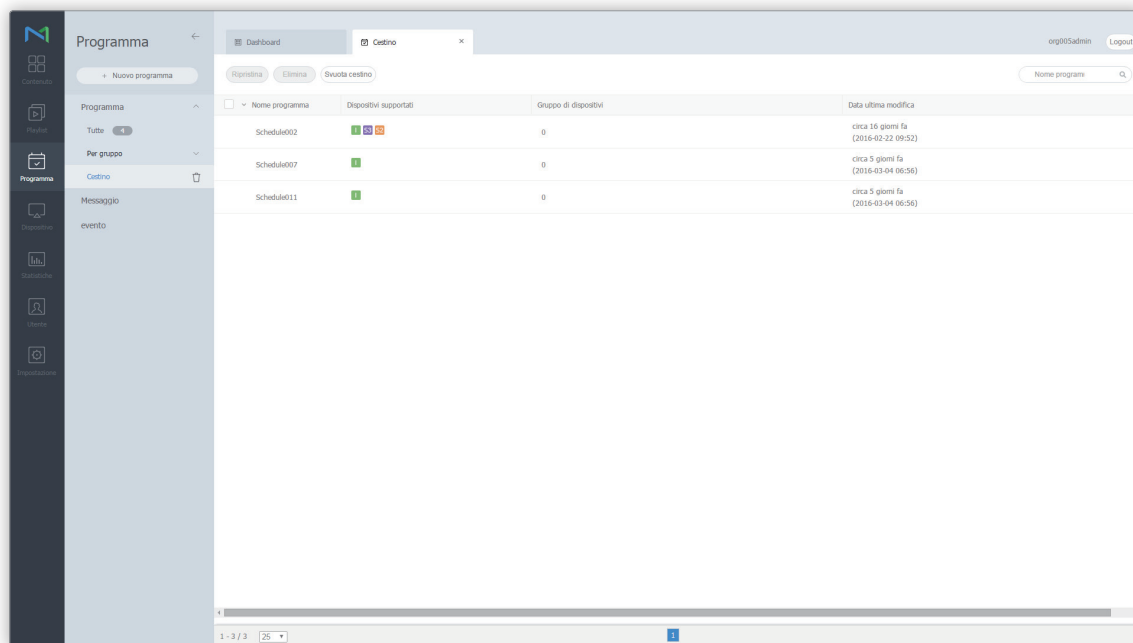 Contenuto
Playlist
Programma
Dispositivo
Statistiche
Utente
Impostazione
Programma
+ Nuovo programma
Programma
Tutte 4
Per gruppo
Cestino
Messaggio
evento
Dashboard
Cestino ×
org005admin Logout
Ripristina Elimina Svuota cestino
Nome programi
Nome programma Dispositivi supportati Gruppo di dispositivi Data ultima modifica
Schedule002 I S3 S2 0 circa 16 giorni fa
(2016-02-22 09:52)
Schedule007 I 0 circa 5 giorni fa
(2016-03-04 06:56)
Schedule011 I 0 circa 5 giorni fa
(2016-03-04 06:56)
1 - 3 / 3 25 1